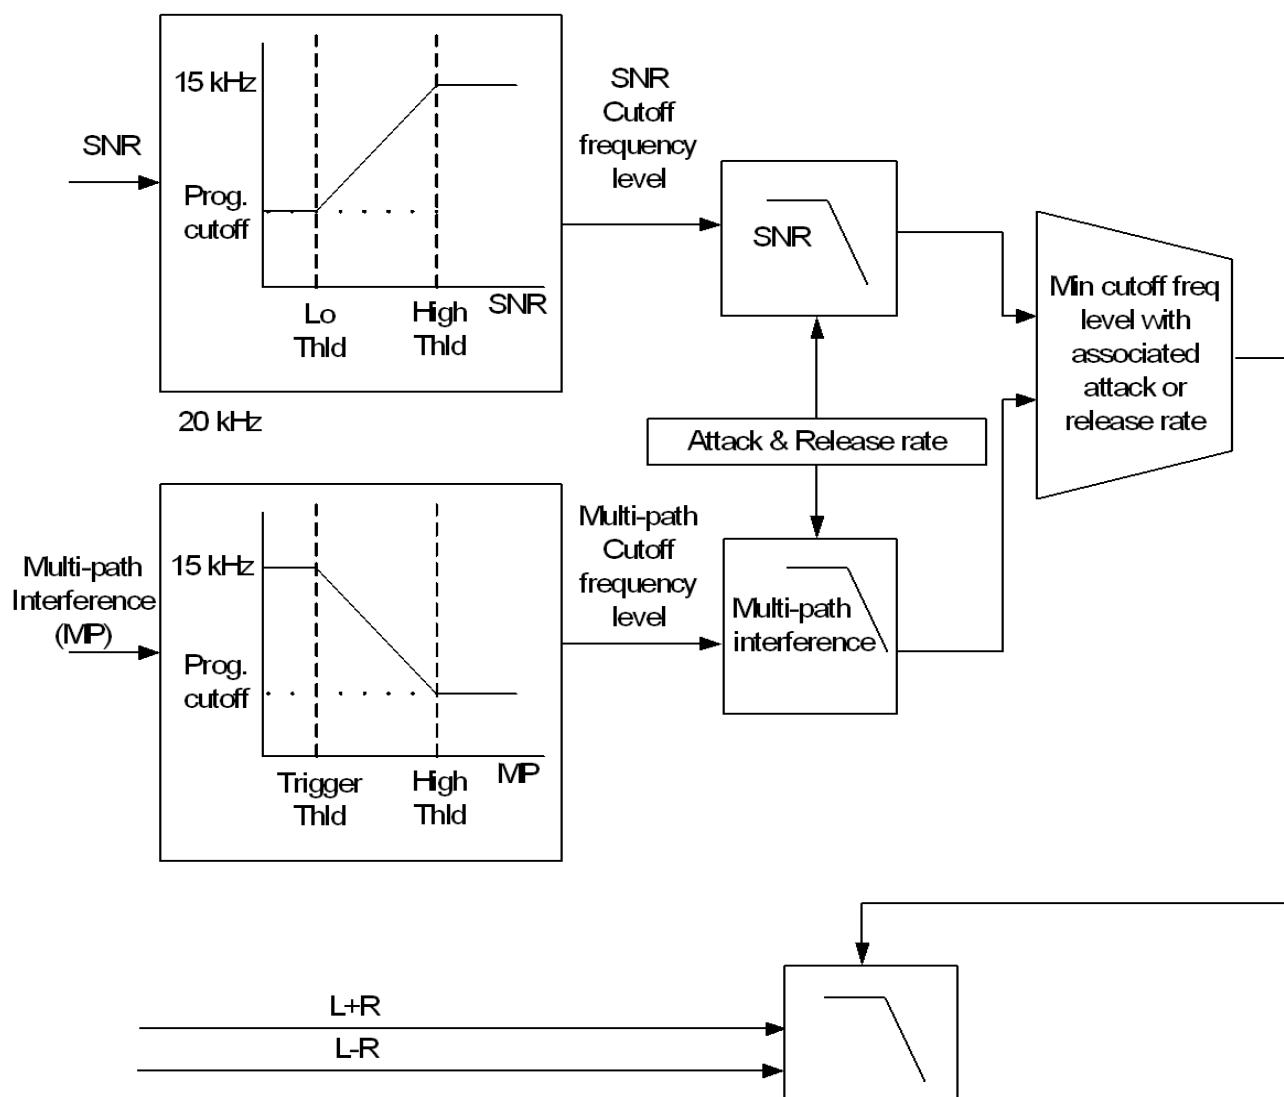 15 kHz
SNR
Prog.
cutoff
Lo
Thld
High
Thld
SNR
20 kHz
SNR
Cutoff
frequency
level
SNR
Min cutoff freq
level with
associated
attack or
release rate
Attack & Release rate
Multi-path
Interference
(MP)
15 kHz
Prog.
cutoff
Trigger
Thld
High
Thld
MP
Multi-path
Cutoff
frequency
level
Multi-path
interference
L+R
L-R